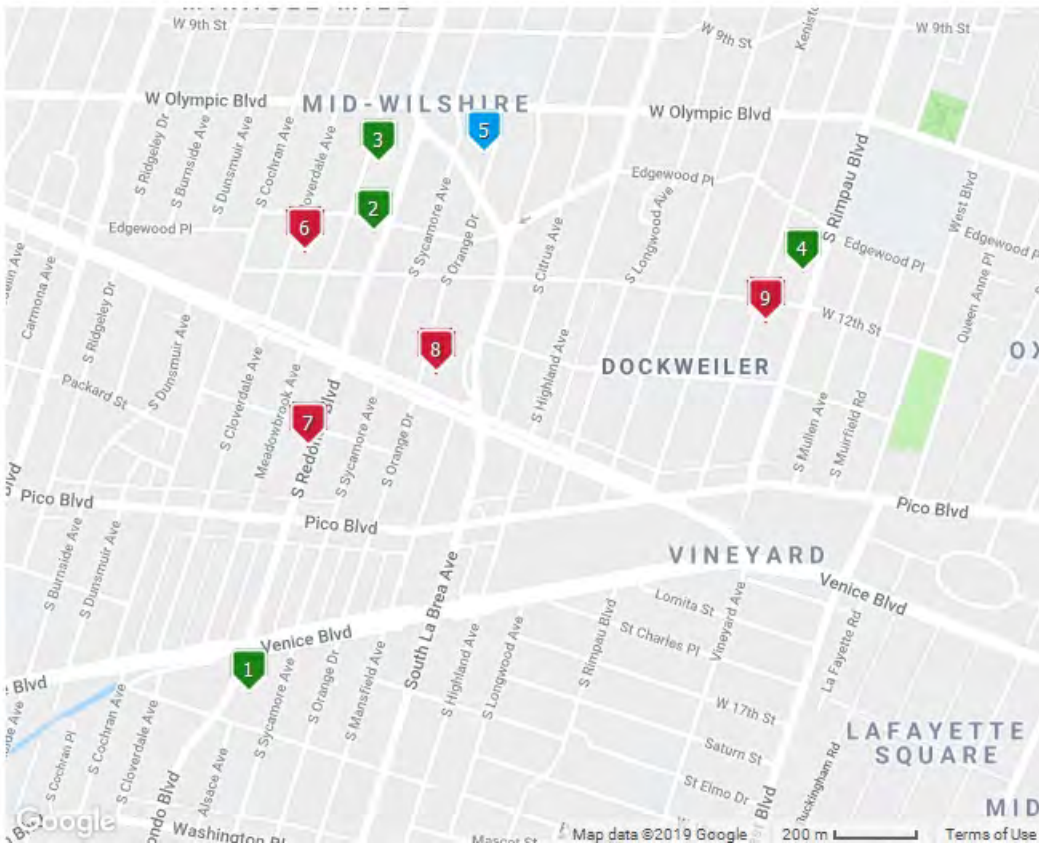 W 9th St
W 9th St
W 9th St
W Olympic Blvd
MID-WILSHIRE
W Olympic Blvd
5
3
S Ridgeley Dr
S Burnside Ave
S Dunsmuir Ave
S Cochran Ave
Cloverdale Ave
S Rimpau Blvd
Edgewood Pl
West Blvd
2
S Sycamore Ave
S Orange Dr
S Longwood Ave
Edgewood Pl
6
S Citrus Ave
4
Edgewood Pl
Edgewood P
Queen Anne Pl
Carmona Ave
S Ridgeley Dr
9
W 12th St
S Dunsmuir Ave
8
S Highland Ave
DOCKWEILER
Packard St
S Cloverdale Ave
Meadowbrook Ave
7
S Sycamore Ave
S Orange Dr
S Mullen Ave
S Muirfield Rd
Pico Blvd
Pico Blvd
Pico Blvd
VINEYARD
S Burnside Ave
S Dunsmuir Ave
South La Brea Ave
Venice Blvd
Lomita St
St Charles Pl
Vineyard Ave
Venice Blvd
1
S Sycamore Ave
S Orange Dr
S Mansfield Ave
S Highland Ave
S Longwood Ave
S Rimpau Blvd
La Fayette Rd
Blvd
W 17th St
LAFAYETTE
SQUARE
S Cochran Pl
S Cochran Ave
S Cloverdale Ave
Alsace Ave
Saturn St
St Elmo Dr
Buckingham Rd
MID
Google
Washington Pl
Mascot St
Map data ©2019 Google
200 m
Terms of Use